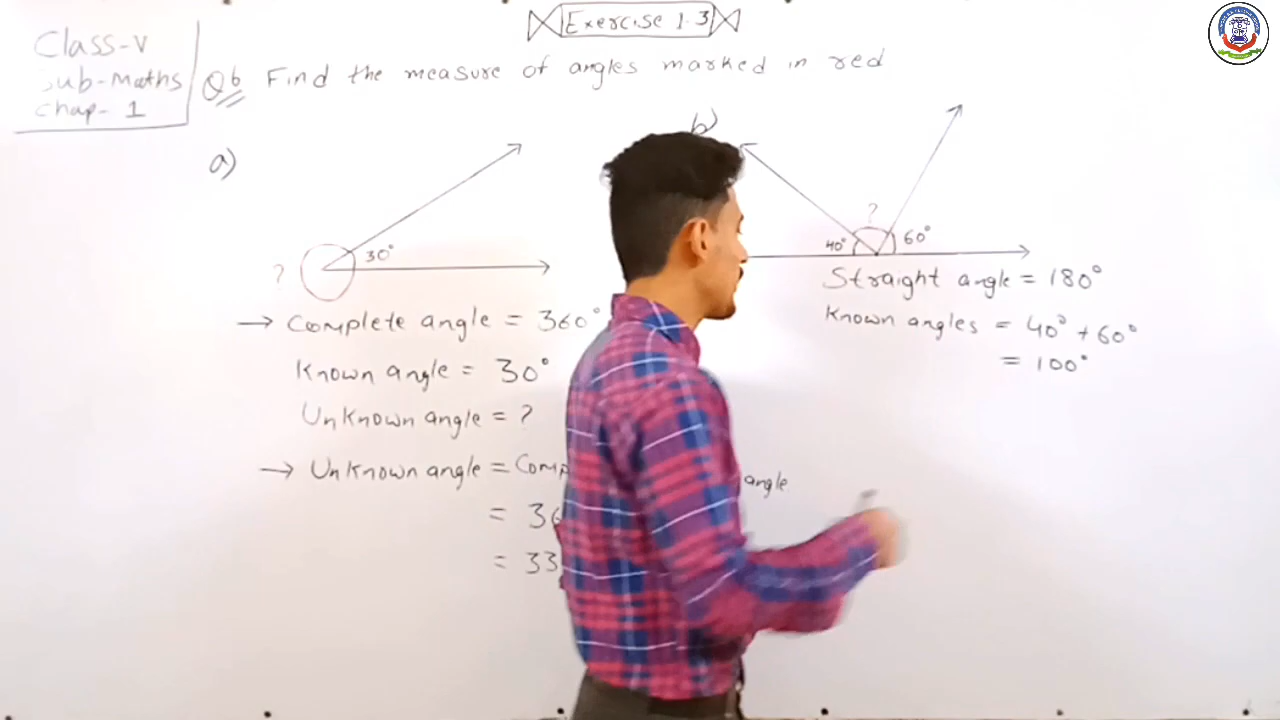 Exercise 1.3
Class-V
Sub-Maths
Chap- 1
Q6 Find the measure of angles marked in red
a)
30°
?
→ Complete angle = 360°
Known angle = 30°
Unknown angle = ?
→ Unknown angle = Comp
angle
= 36
= 33
b)
?
40°
60°
Straight angle = 180°
Known angles = 40° + 60°
= 100°